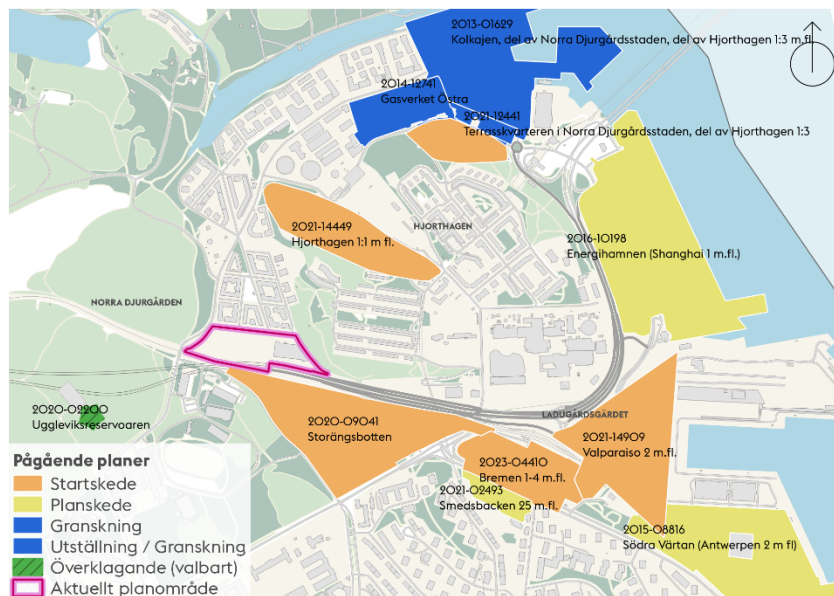 2013-01629
Kolkajen, del av Norra Djurgårdsstaden, del av Hjorthagen 1:3 m.fl.
2014-12741
Gasverket Östra
2021-12441
Terrasskvarteren i Norra Djurgårdsstaden, del av Hjorthagen 1:3
2021-14449
Hjorthagen 1:1 m fl.
HJORTHAGEN
2016-10198
Energihamnen (Shanghai 1 m.fl.)
NORRA DJURGÅRDEN
2020-02200
Uggleviksreservoaren
2020-09041
Storängsbotten
LADUGÅRDSGÄRDET
2021-14909
Valparaiso 2 m.fl.
2023-04410
Bremen 1-4 m.fl.
2021-02493
Smedsbacken 25 m.fl.
2015-08816
Södra Värtan (Antwerpen 2 m fl)
Pågående planer
Startskede
Planskede
Granskning
Utställning / Granskning
Överklagande (valbart)
Aktuellt planområde